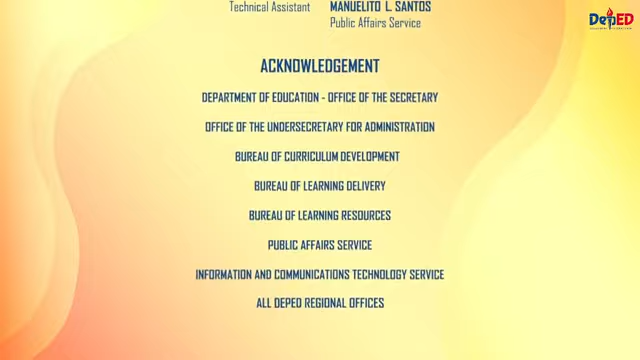 Technical Assistant MANUELITO L. SANTOS
Public Affairs Service
DepED
ACKNOWLEDGEMENT
DEPARTMENT OF EDUCATION - OFFICE OF THE SECRETARY
OFFICE OF THE UNDERSECRETARY FOR ADMINISTRATION
BUREAU OF CURRICULUM DEVELOPMENT
BUREAU OF LEARNING DELIVERY
BUREAU OF LEARNING RESOURCES
PUBLIC AFFAIRS SERVICE
INFORMATION AND COMMUNICATIONS TECHNOLOGY SERVICE
ALL DEPED REGIONAL OFFICES